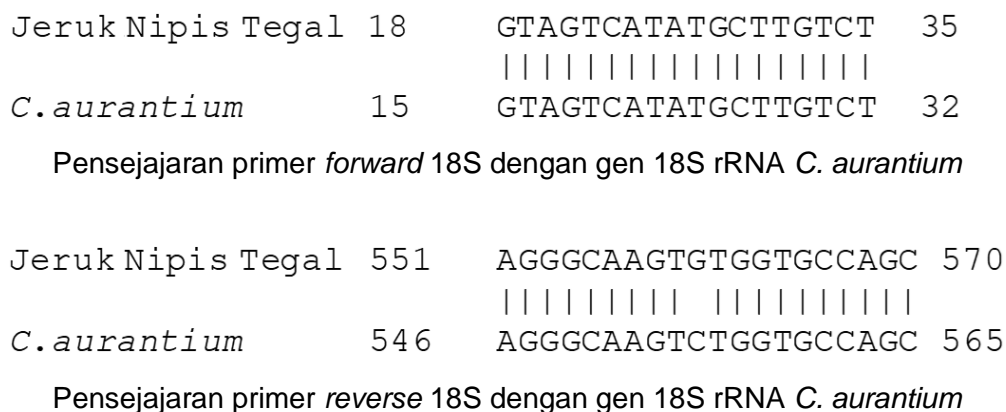 Jeruk Nipis Tegal 18 GTAGTCATATGCTTGTCT 35
||||||||||||||||||
C.aurantium 15 GTAGTCATATGCTTGTCT 32
Pensejajaran primer forward 18S dengan gen 18S rRNA C. aurantium
Jeruk Nipis Tegal 551 AGGGCAAGTGTGGTGCCAGC 570
||||||||| ||||||||||
C.aurantium 546 AGGGCAAGTCTGGTGCCAGC 565
Pensejajaran primer reverse 18S dengan gen 18S rRNA C. aurantium